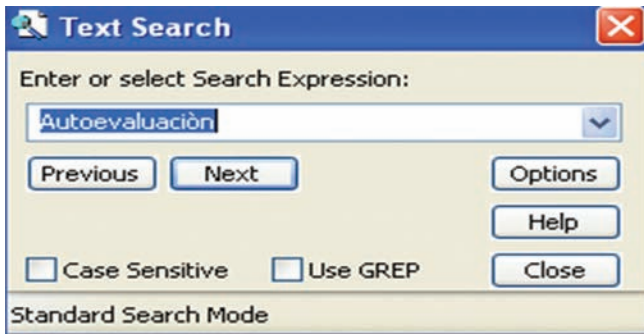 Text Search
Enter or select Search Expression:
Autoevaluaciòn
Previous Next Options
Help
Case Sensitive Use GREP Close
Standard Search Mode